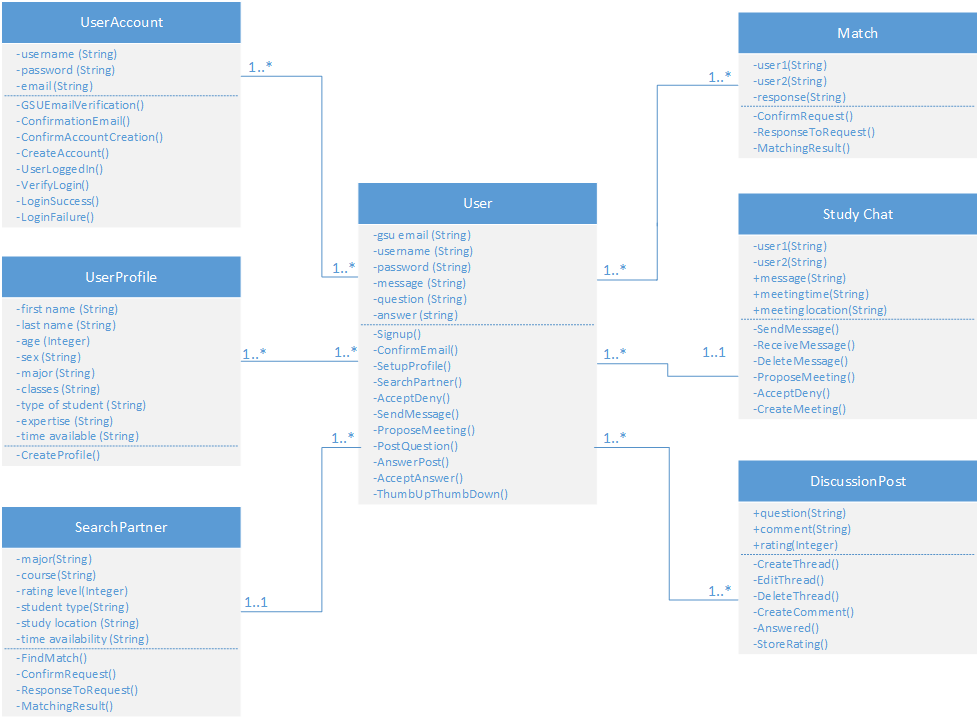 UserAccount
-username (String)
-password (String)
-email (String)
-GSUEmailVerification()
-ConfirmationEmail()
-ConfirmAccountCreation()
-CreateAccount()
-UserLoggedIn()
-VerifyLogin()
-LoginSuccess()
-LoginFailure()
1..*
1..*
UserProfile
-first name (String)
-last name (String)
-age (Integer)
-sex (String)
-major (String)
-classes (String)
-type of student (String)
-expertise (String)
-time available (String)
-CreateProfile()
1..*
1..*
SearchPartner
-major(String)
-course(String)
-rating level(Integer)
-student type(String)
-study location (String)
-time availability (String)
-FindMatch()
-ConfirmRequest()
-ResponseToRequest()
-MatchingResult()
1..1
1..*
User
-gsu email (String)
-username (String)
-password (String)
-message (String)
-question (String)
-answer (string)
-Signup()
-ConfirmEmail()
-SetupProfile()
-SearchPartner()
-AcceptDeny()
-SendMessage()
-ProposeMeeting()
-PostQuestion()
-AnswerPost()
-AcceptAnswer()
-ThumbUpThumbDown()
1..*
1..*
Match
-user1(String)
-user2(String)
-response(String)
-ConfirmRequest()
-ResponseToRequest()
-MatchingResult()
1..*
1..1
Study Chat
-user1(String)
-user2(String)
+message(String)
+meetingtime(String)
+meetinglocation(String)
-SendMessage()
-ReceiveMessage()
-DeleteMessage()
-ProposeMeeting()
-AcceptDeny()
-CreateMeeting()
1..*
1..*
DiscussionPost
+question(String)
+comment(String)
+rating(Integer)
-CreateThread()
-EditThread()
-DeleteThread()
-CreateComment()
-Answered()
-StoreRating()